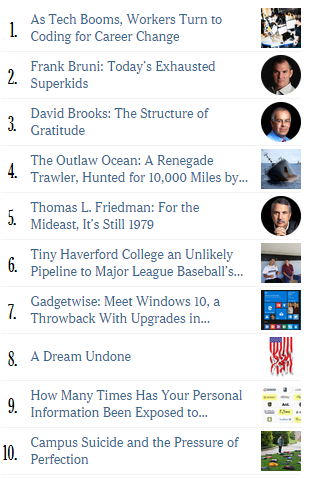 1. As Tech Booms, Workers Turn to
Coding for Career Change
2. Frank Bruni: Today's Exhausted
Superkids
3. David Brooks: The Structure of
Gratitude
4. The Outlaw Ocean: A Renegade
Trawler, Hunted for 10,000 Miles by...
5. Thomas L. Friedman: For the
Mideast, It's Still 1979
6. Tiny Haverford College an Unlikely
Pipeline to Major League Baseball's...
7. Gadgetwise: Meet Windows 10, a
Throwback With Upgrades in...
8. A Dream Undone
9. How Many Times Has Your Personal
Information Been Exposed to...
10. Campus Suicide and the Pressure of
Perfection